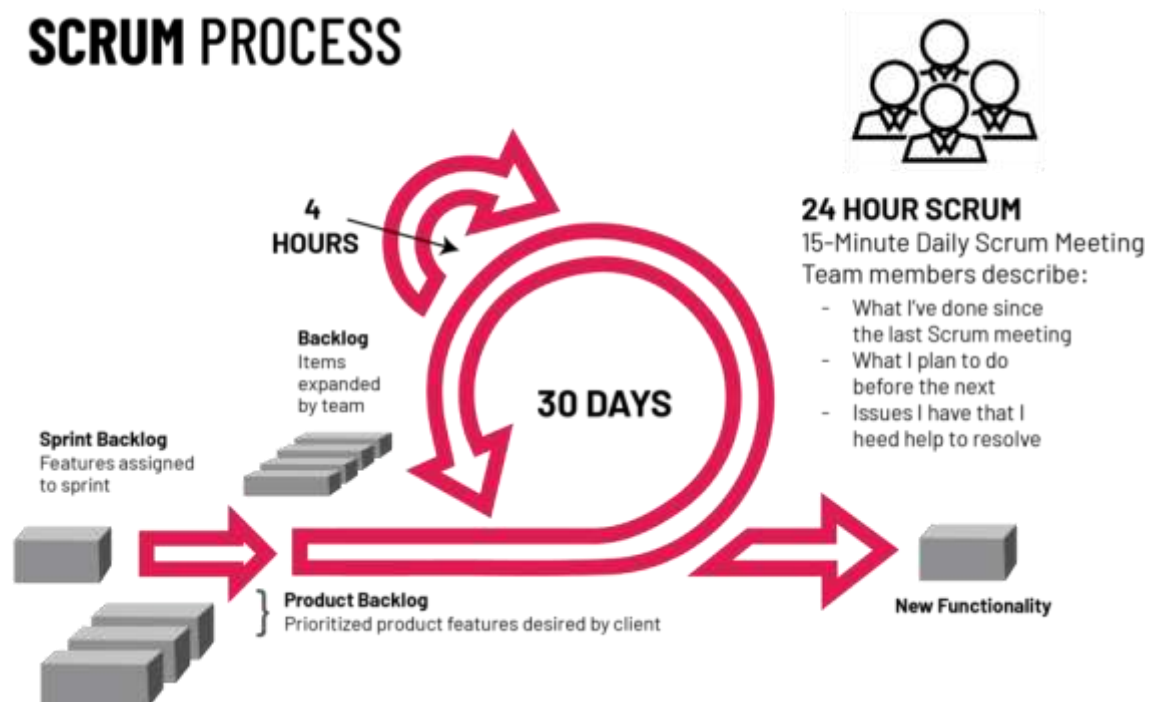 SCRUM PROCESS
4
HOURS
24 HOUR SCRUM
15-Minute Daily Scrum Meeting
Team members describe:
- What I've done since
the last Scrum meeting
- What I plan to do
before the next
- Issues I have that I
heed help to resolve
Backlog
Items
expanded
by team
30 DAYS
Sprint Backlog
Features assigned
to sprint
} Product Backlog
Prioritized product features desired by client
New Functionality